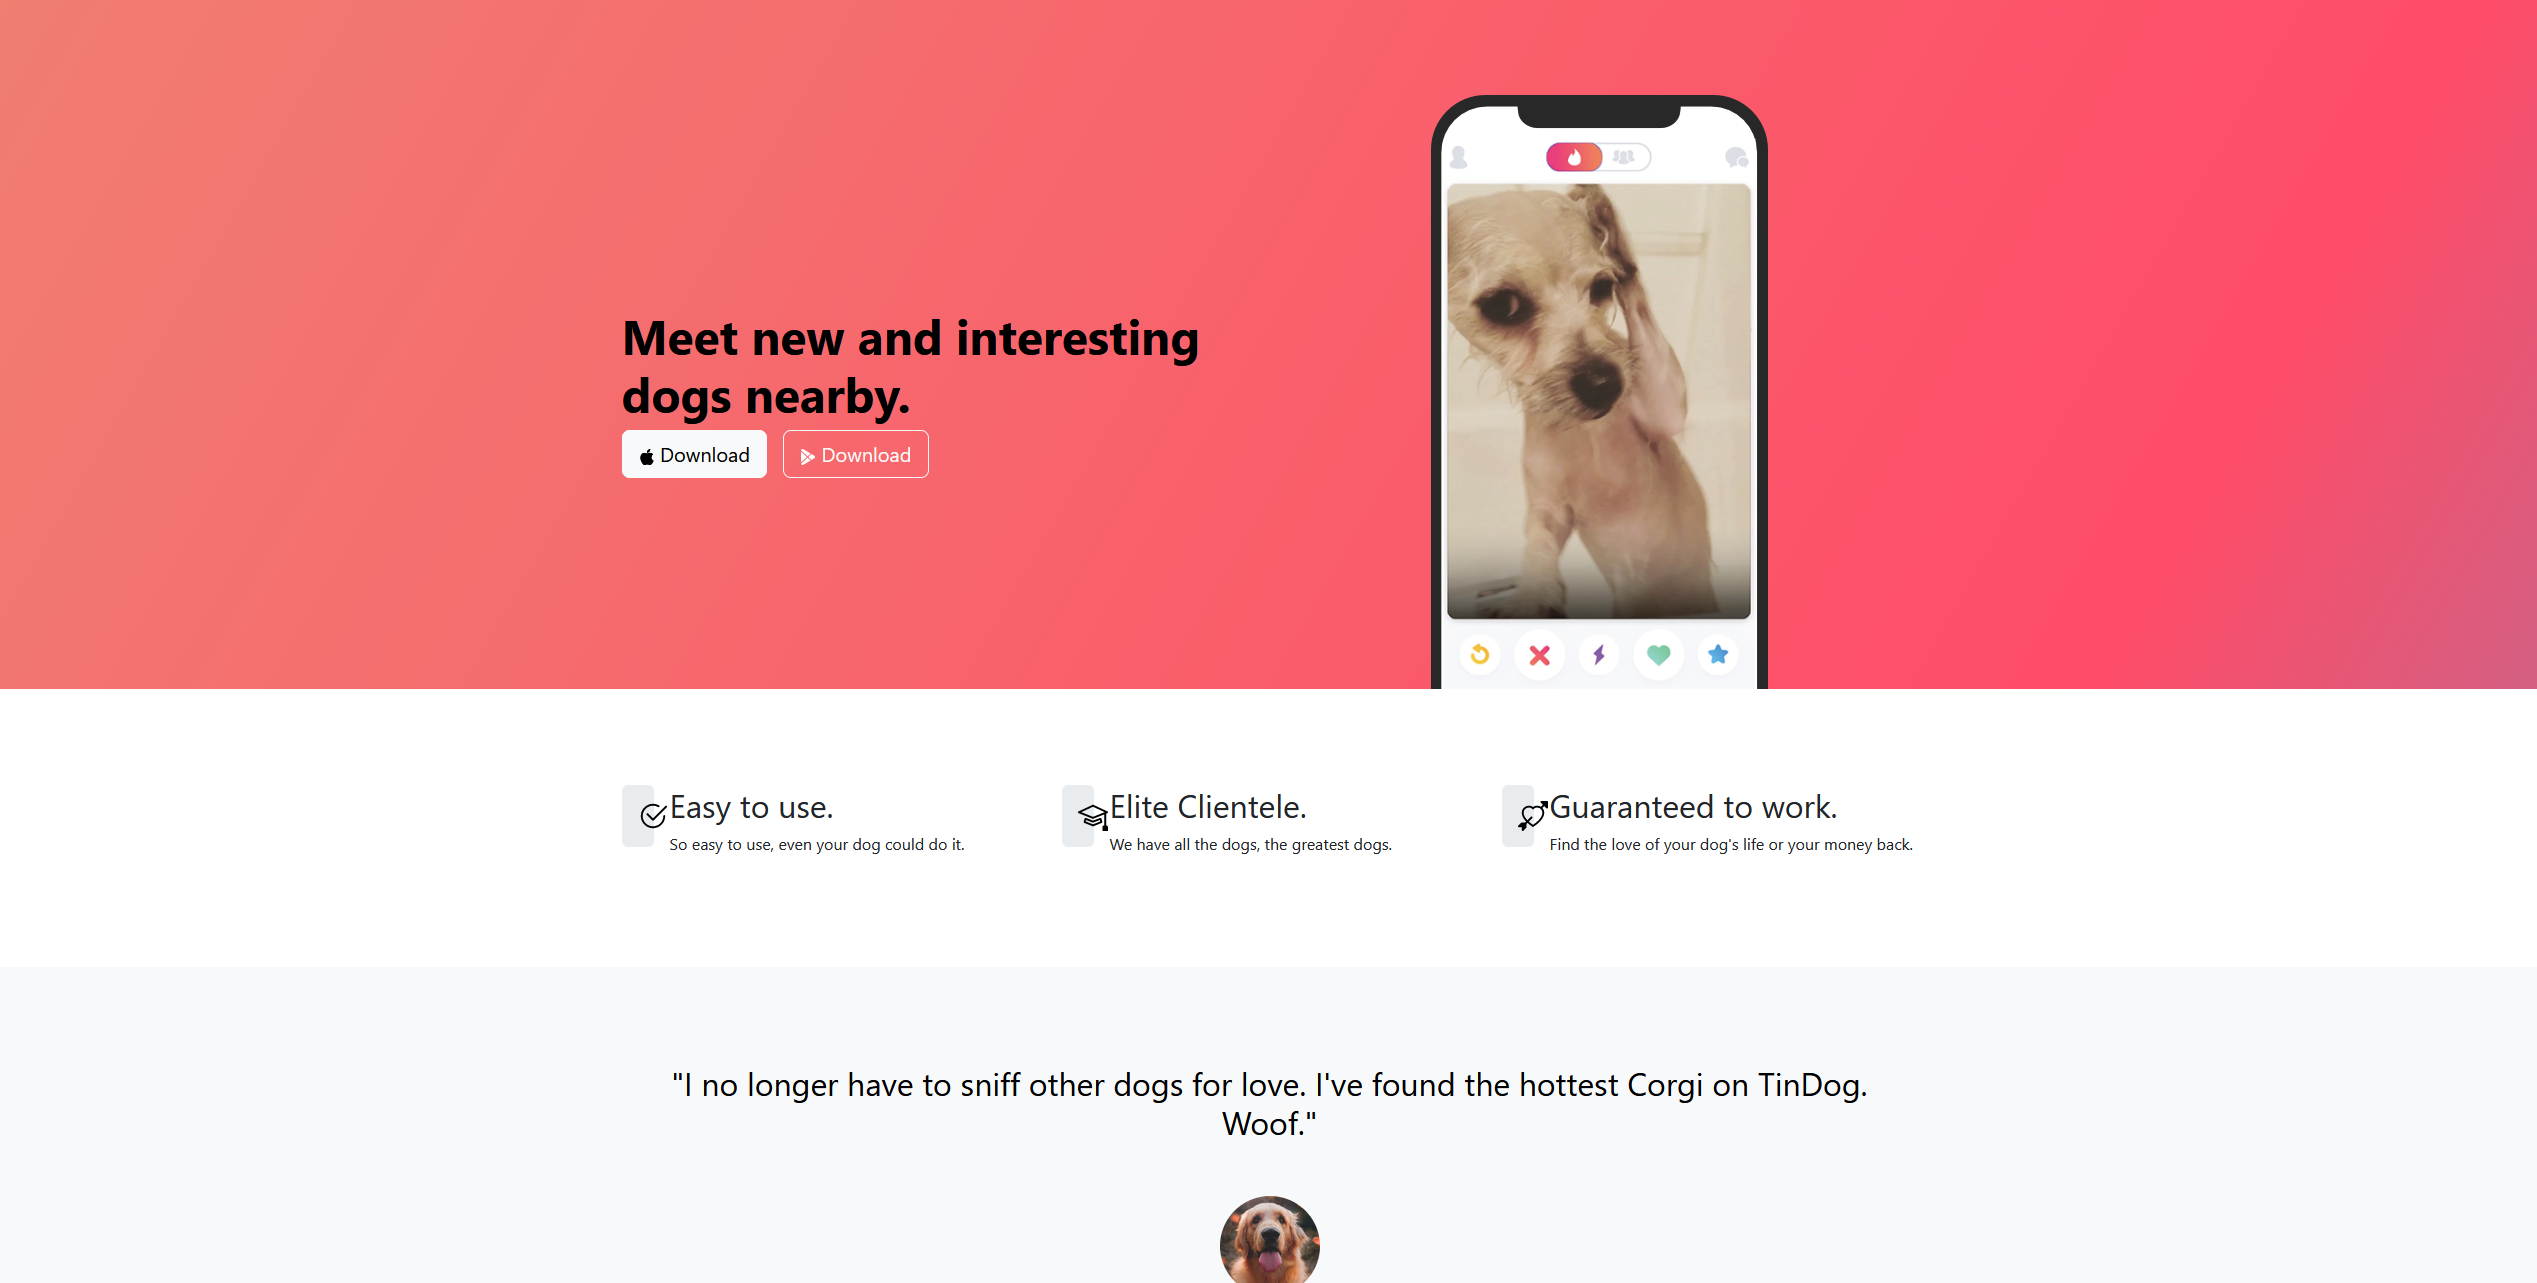 Meet new and interesting
dogs nearby.
Download
Download
Easy to use.
So easy to use, even your dog could do it.
Elite Clientele.
We have all the dogs, the greatest dogs.
Guaranteed to work.
Find the love of your dog's life or your money back.
"I no longer have to sniff other dogs for love. I've found the hottest Corgi on TinDog.
Woof."